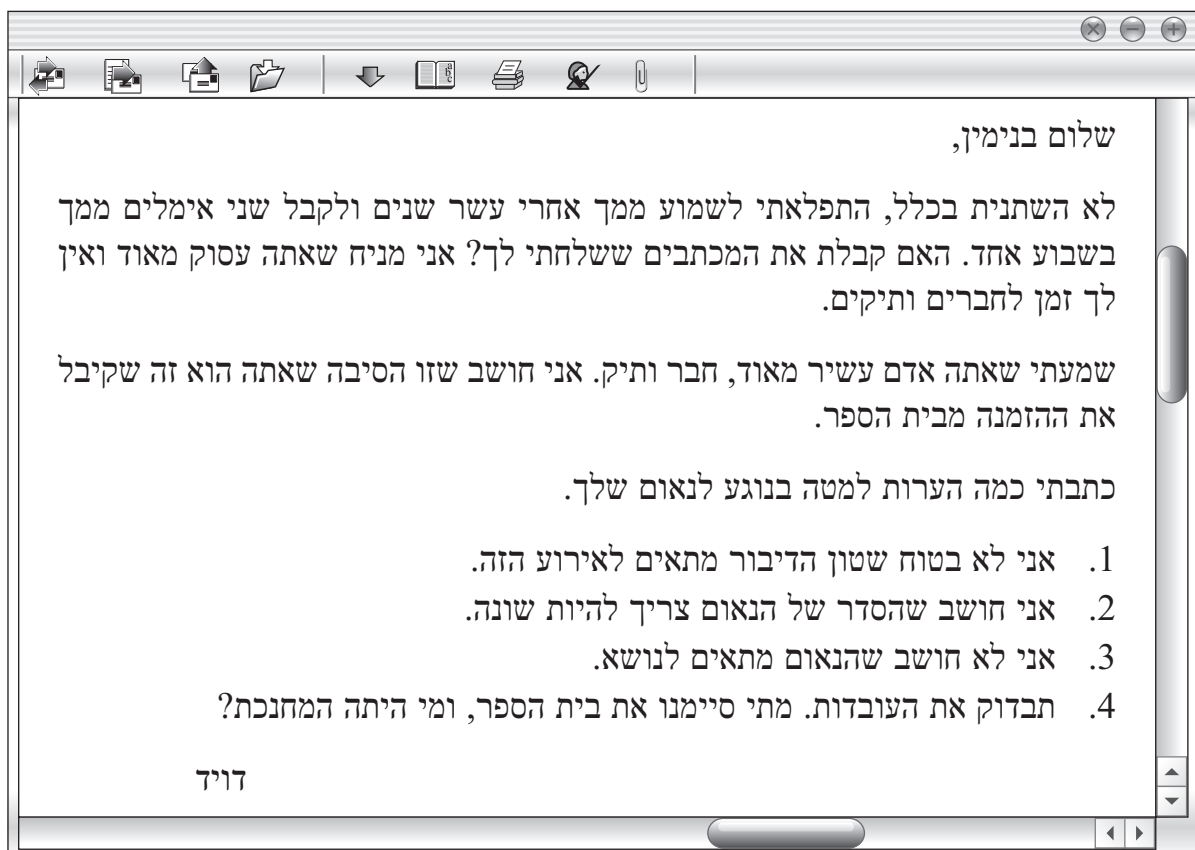 שלום בנימין,
לא השתנית בכלל, התפלאתי לשמוע ממך אחרי עשר שנים ולקבל שני אימלים ממך
בשבוע אחד. האם קבלת את המכתבים ששלחתי לך? אני מניח שאתה עסוק מאוד ואין
לך זמן לחברים ותיקים.
שמעתי שאתה אדם עשיר מאוד, חבר ותיק. אני חושב שזו הסיבה שאתה הוא זה שקיבל
את ההזמנה מבית הספר.
כתבתי כמה הערות למטה בנוגע לנאום שלך.
1. אני לא בטוח שטון הדיבור מתאים לאירוע הזה.
2. אני חושב שהסדר של הנאום צריך להיות שונה.
3. אני לא חושב שהנאום מתאים לנושא.
4. תבדוק את העובדות. מתי סיימנו את בית הספר, ומי היתה המחנכת?
דויד